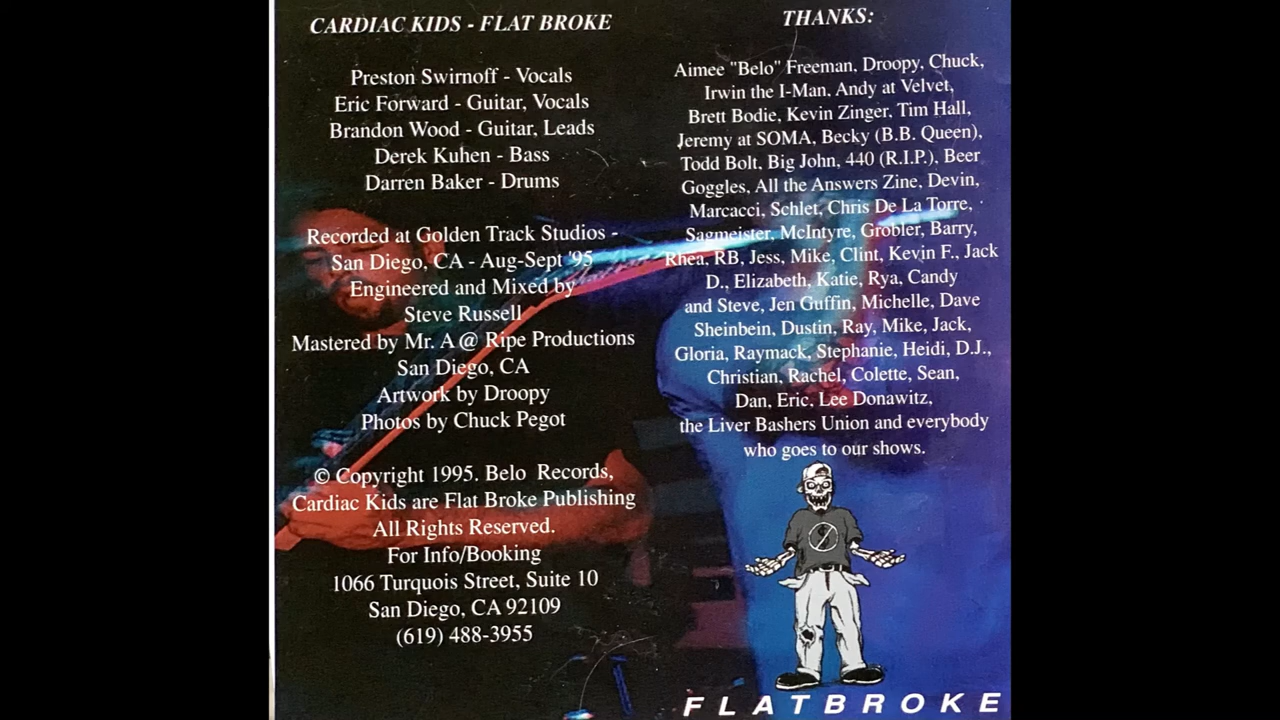 CARDIAC KIDS - FLAT BROKE
Preston Swirnoff - Vocals
Eric Forward - Guitar, Vocals
Brandon Wood - Guitar, Leads
Derek Kuhen - Bass
Darren Baker - Drums
Recorded at Golden Track Studios -
San Diego, CA - Aug-Sept '95
Engineered and Mixed by
Steve Russell
Mastered by Mr. A @ Ripe Productions
San Diego, CA
Artwork by Droopy
Photos by Chuck Pegot
© Copyright 1995. Belo Records,
Cardiac Kids are Flat Broke Publishing
All Rights Reserved.
For Info/Booking
1066 Turquois Street, Suite 10
San Diego, CA 92109
(619) 488-3955
THANKS:
Aimee "Belo" Freeman, Droopy, Chuck,
Irwin the I-Man, Andy at Velvet,
Brett Bodie, Kevin Zinger, Tim Hall,
Jeremy at SOMA, Becky (B.B. Queen),
Todd Bolt, Big John, 440 (R.I.P.), Beer
Goggles, All the Answers Zine, Devin,
Marcacci, Schlet, Chris De La Torre,
Sagmeister, McIntyre, Grobler, Barry,
Rhea, RB, Jess, Mike, Clint, Kevin F., Jack
D., Elizabeth, Katie, Rya, Candy
and Steve, Jen Guffin, Michelle, Dave
Sheinbein, Dustin, Ray, Mike, Jack,
Gloria, Raymack, Stephanie, Heidi, D.J.,
Christian, Rachel, Colette, Sean,
Dan, Eric, Lee Donawitz,
the Liver Bashers Union and everybody
who goes to our shows.
FLATBROKE